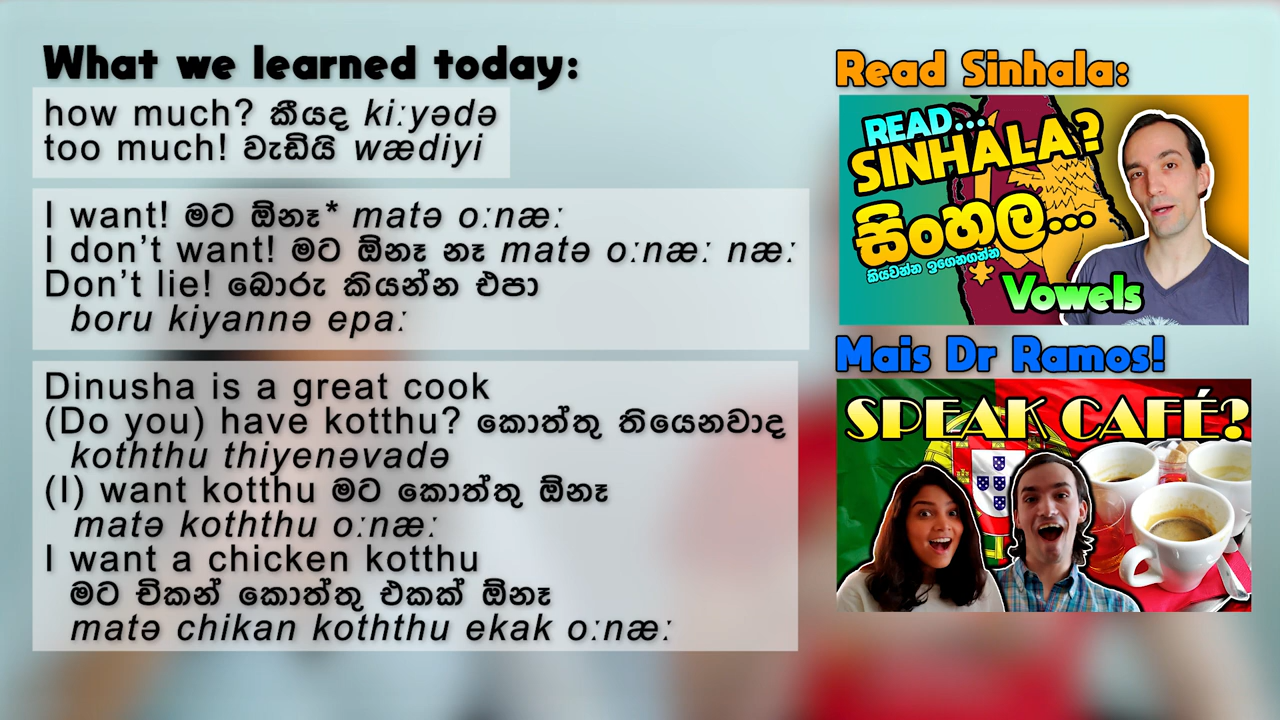 What we learned today:
how much? කීයද ki:yədə
too much! වැඩියි wædiyi
I want! මට ඕනෑ* matə o:næ:
I don't want! මට ඕනෑ නෑ matə o:næ: næ:
Don't lie! බොරු කියන්න එපා
boru kiyannə epa:
Dinusha is a great cook
(Do you) have kotthu? කොත්තු තියෙනවාද
koththu thiyenəvadə
(I) want kotthu මට කොත්තු ඕනෑ
matə koththu o:næ:
I want a chicken kotthu
මට චිකන් කොත්තු එකක් ඕනෑ
matə chikan koththu ekak o:næ:
Read Sinhala:
READ...
SINHALA?
සිංහල...
කියවන්න ඉගෙනගන්න
Vowels
Mais Dr Ramos!
SPEAK CAFÉ?